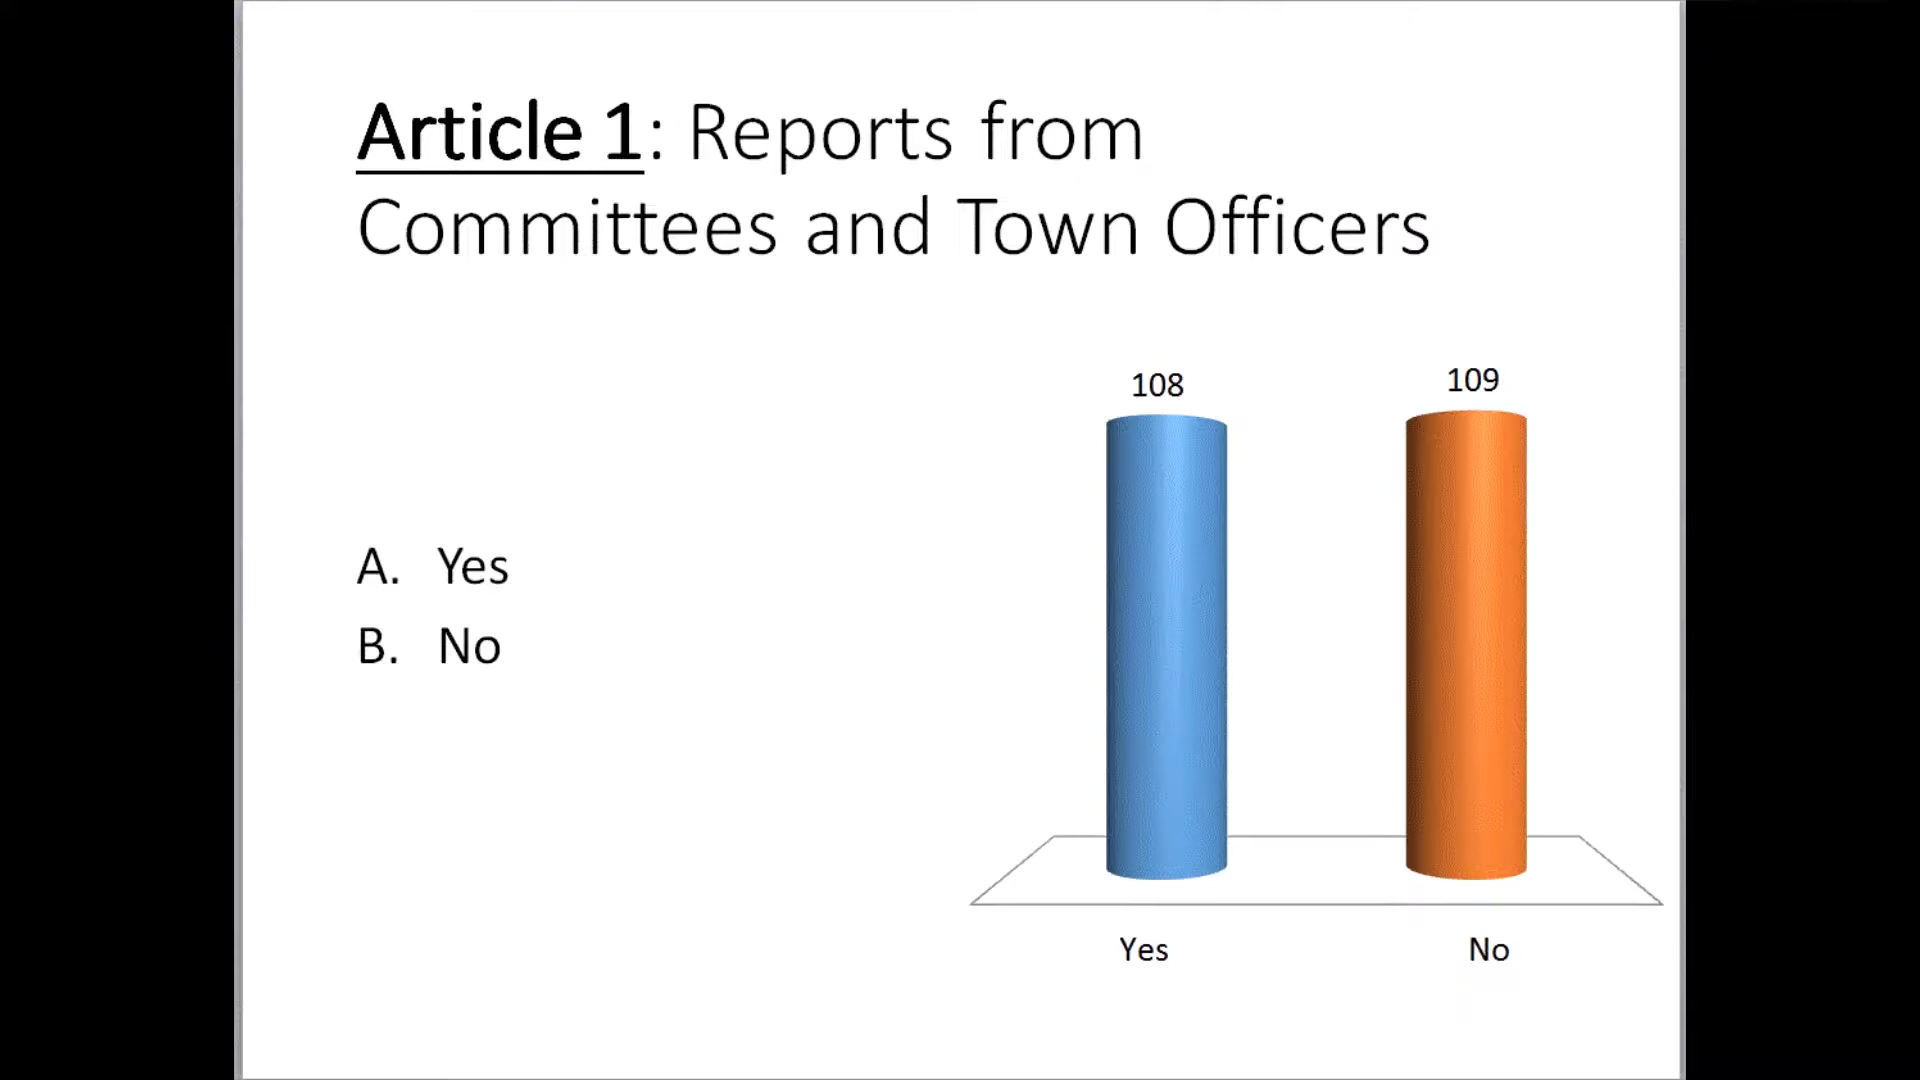 Article 1: Reports from
Committees and Town Officers
A. Yes
B. No
108
109
Yes
No